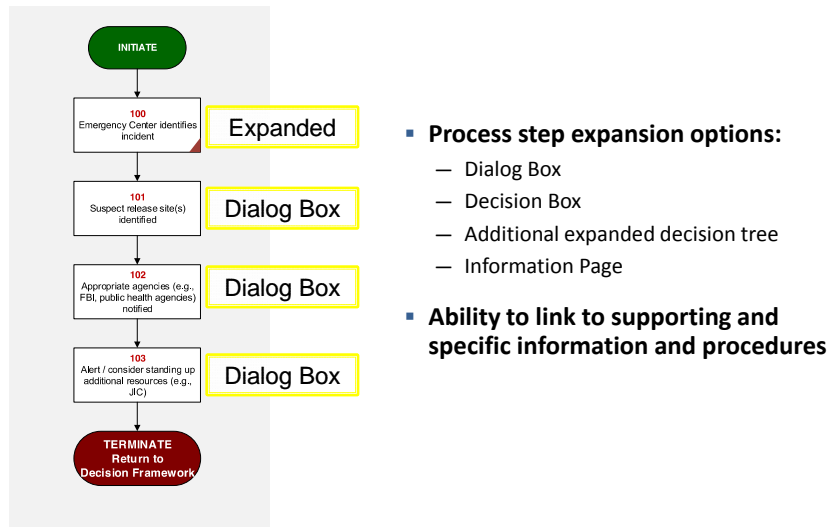 INITIATE
100
Emergency Center identifies
incident
Expanded
101
Suspect release site(s)
identified
Dialog Box
102
Appropriate agencies (e.g.,
FBI, public health agencies)
notified
Dialog Box
103
Alert / consider standing up
additional resources (e.g.,
JIC)
Dialog Box
TERMINATE
Return to
Decision Framework
▪ Process step expansion options:
— Dialog Box
— Decision Box
— Additional expanded decision tree
— Information Page
▪ Ability to link to supporting and
specific information and procedures